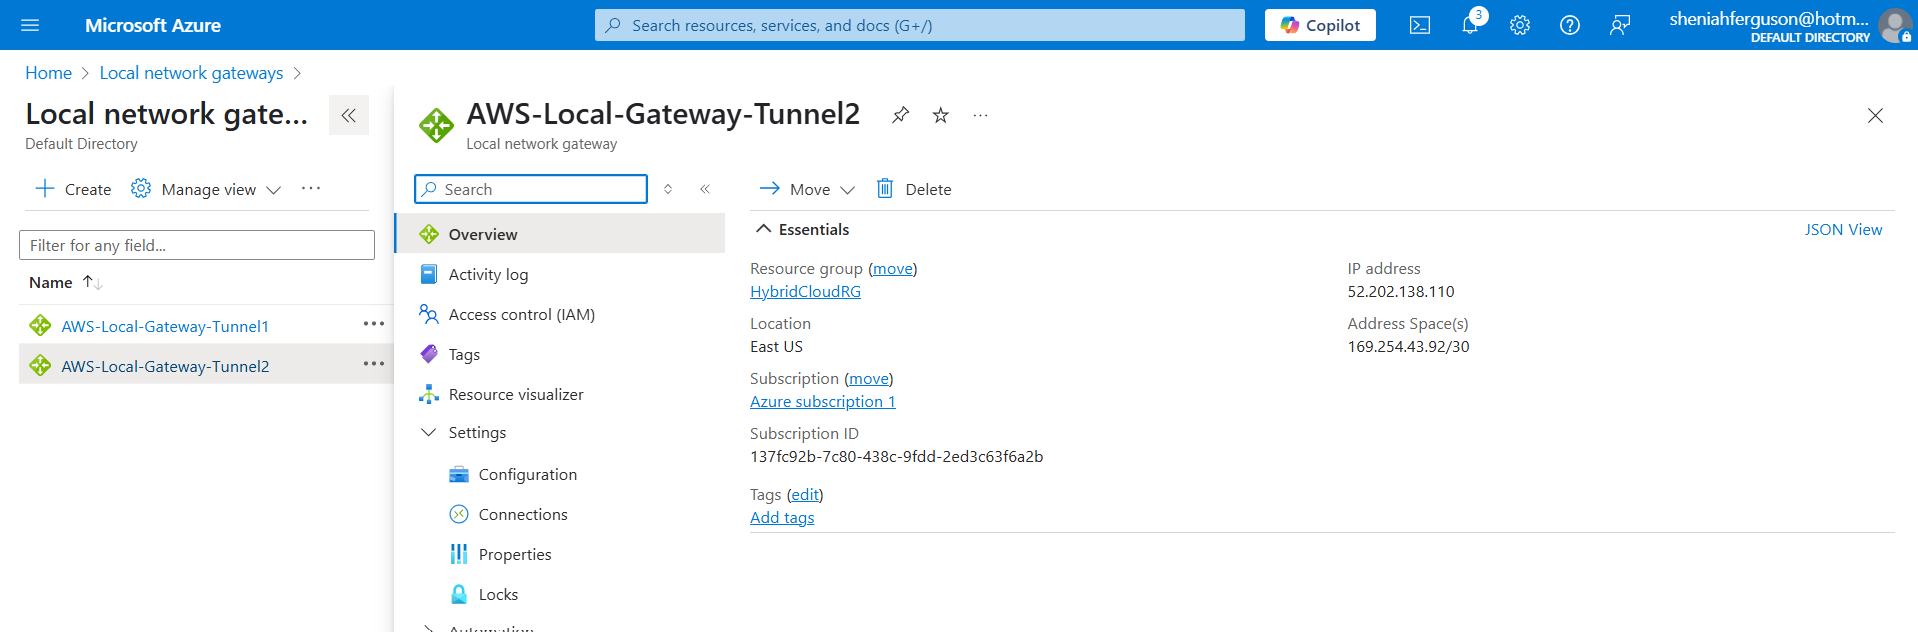 Microsoft Azure
Search resources, services, and docs (G+/)
Copilot
3
sheniahferguson@hotm...
DEFAULT DIRECTORY
Home
Local network gateways
Local network gate...
Default Directory
Create
Manage view
Filter for any field...
Name
AWS-Local-Gateway-Tunnel1
AWS-Local-Gateway-Tunnel2
AWS-Local-Gateway-Tunnel2
Local network gateway
Search
Overview
Activity log
Access control (IAM)
Tags
Resource visualizer
Settings
Configuration
Connections
Properties
Locks
Automation
Move
Delete
Essentials
JSON View
Resource group (move)
HybridCloudRG
Location
East US
Subscription (move)
Azure subscription 1
Subscription ID
137fc92b-7c80-438c-9fdd-2ed3c63f6a2b
Tags (edit)
Add tags
IP address
52.202.138.110
Address Space(s)
169.254.43.92/30